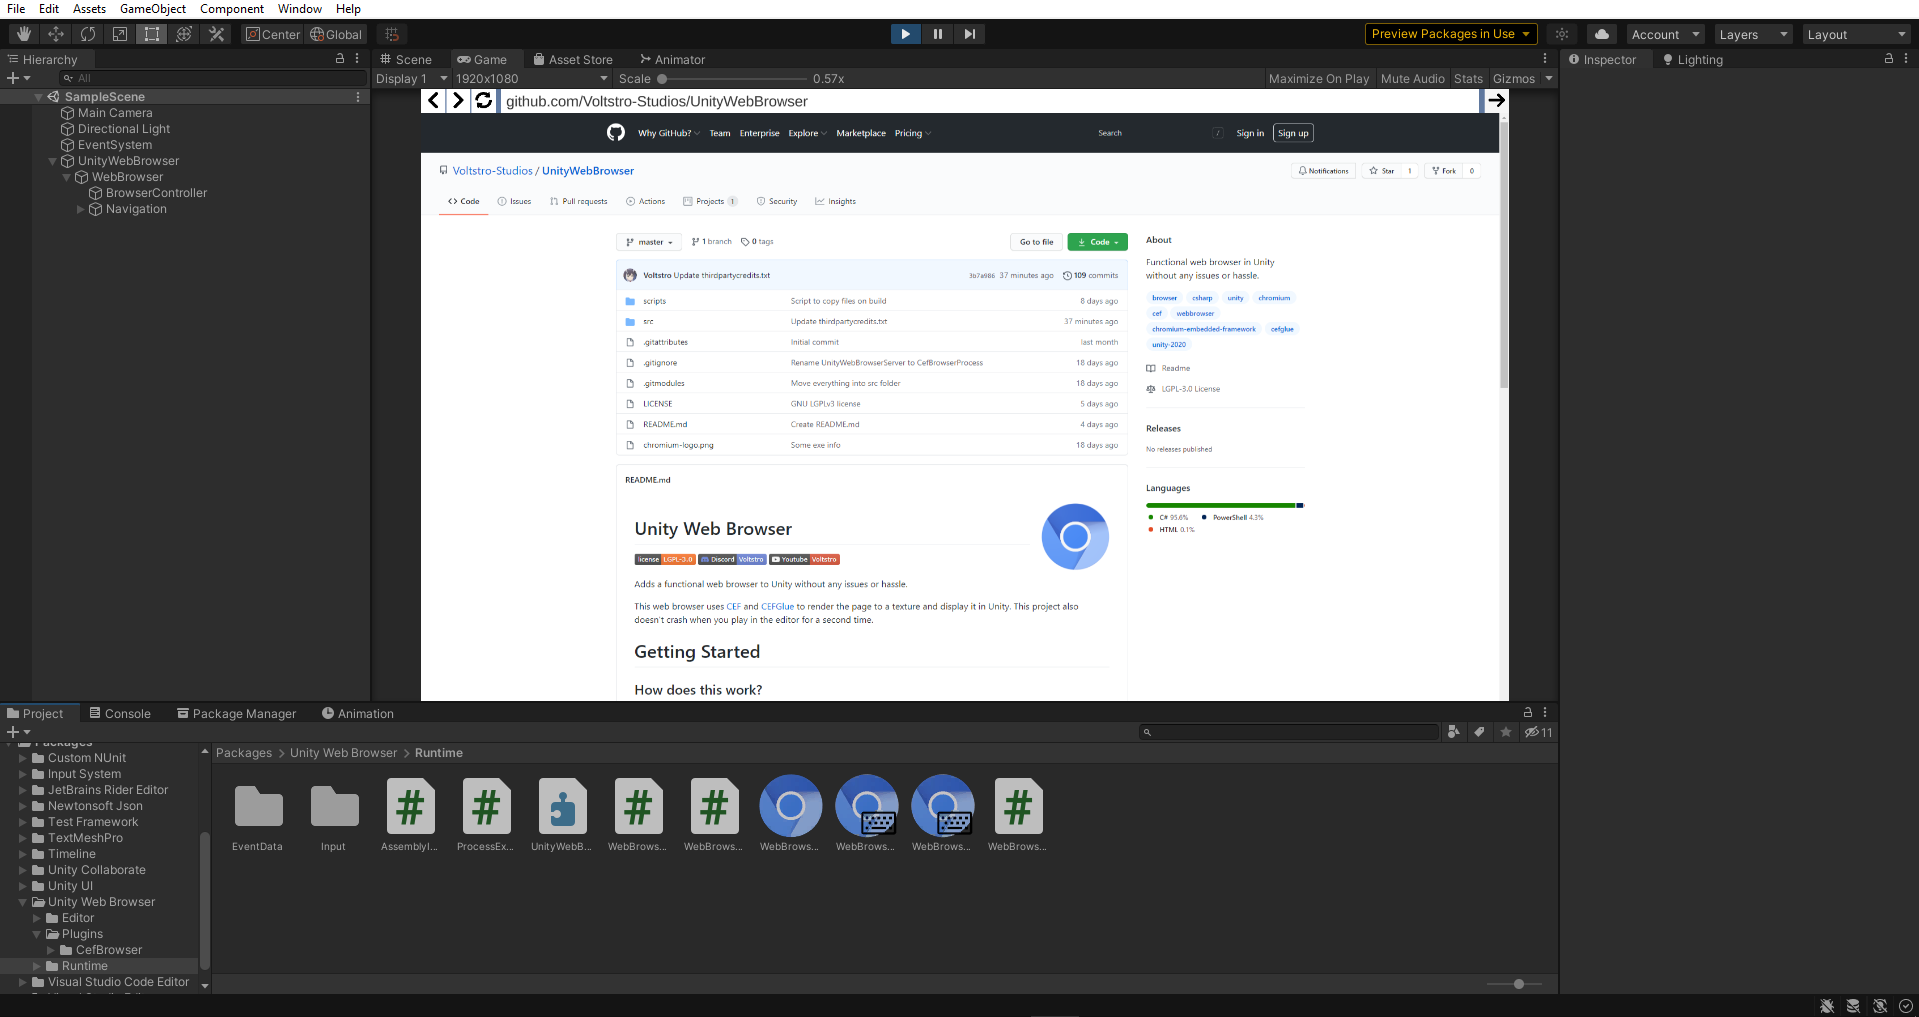 File Edit Assets GameObject Component Window Help
Center Global
Preview Packages in Use Account Layers Layout
Hierarchy
All
SampleScene
Main Camera
Directional Light
EventSystem
UnityWebBrowser
WebBrowser
BrowserController
Navigation
Scene Game Asset Store Animator
Display 1 1920x1080 Scale 0.57x Maximize On Play Mute Audio Stats Gizmos
github.com/Voltstro-Studios/UnityWebBrowser
Why GitHub? Team Enterprise Explore Marketplace Pricing Search / Sign in Sign up
Voltstro-Studios / UnityWebBrowser
Notifications Star 1 Fork 0
Code Issues Pull requests Actions Projects 1 Security Insights
master 1 branch 0 tags Go to file Code
Voltstro Update thirdpartycredits.txt 3b7a986 37 minutes ago 109 commits
scripts Script to copy files on build 8 days ago
src Update thirdpartycredits.txt 37 minutes ago
.gitattributes Initial commit last month
.gitignore Rename UnityWebBrowserServer to CefBrowserProcess 18 days ago
.gitmodules Move everything into src folder 18 days ago
LICENSE GNU LGPLv3 license 5 days ago
README.md Create README.md 4 days ago
chromium-logo.png Some exe info 18 days ago
README.md
Unity Web Browser
license LGPL-3.0 Discord Voltstro Youtube Voltstro
Adds a functional web browser to Unity without any issues or hassle.
This web browser uses CEF and CEFGlue to render the page to a texture and display it in Unity. This project also
doesn't crash when you play in the editor for a second time.
Getting Started
How does this work?
About
Functional web browser in Unity
without any issues or hassle.
browser csharp unity chromium
cef webbrowser
chromium-embedded-framework cefglue
unity-2020
Readme
LGPL-3.0 License
Releases
No releases published
Languages
C# 95.6% PowerShell 4.3%
HTML 0.1%
Inspector Lighting
Project Console Package Manager Animation
11
Packages
Custom NUnit
Input System
JetBrains Rider Editor
Newtonsoft Json
Test Framework
TextMeshPro
Timeline
Unity Collaborate
Unity UI
Unity Web Browser
Editor
Plugins
CefBrowser
Runtime
Visual Studio Code Editor
Packages > Unity Web Browser > Runtime
EventData Input AssemblyI... ProcessEx... UnityWebB... WebBrows... WebBrows... WebBrows... WebBrows... WebBrows... WebBrows...